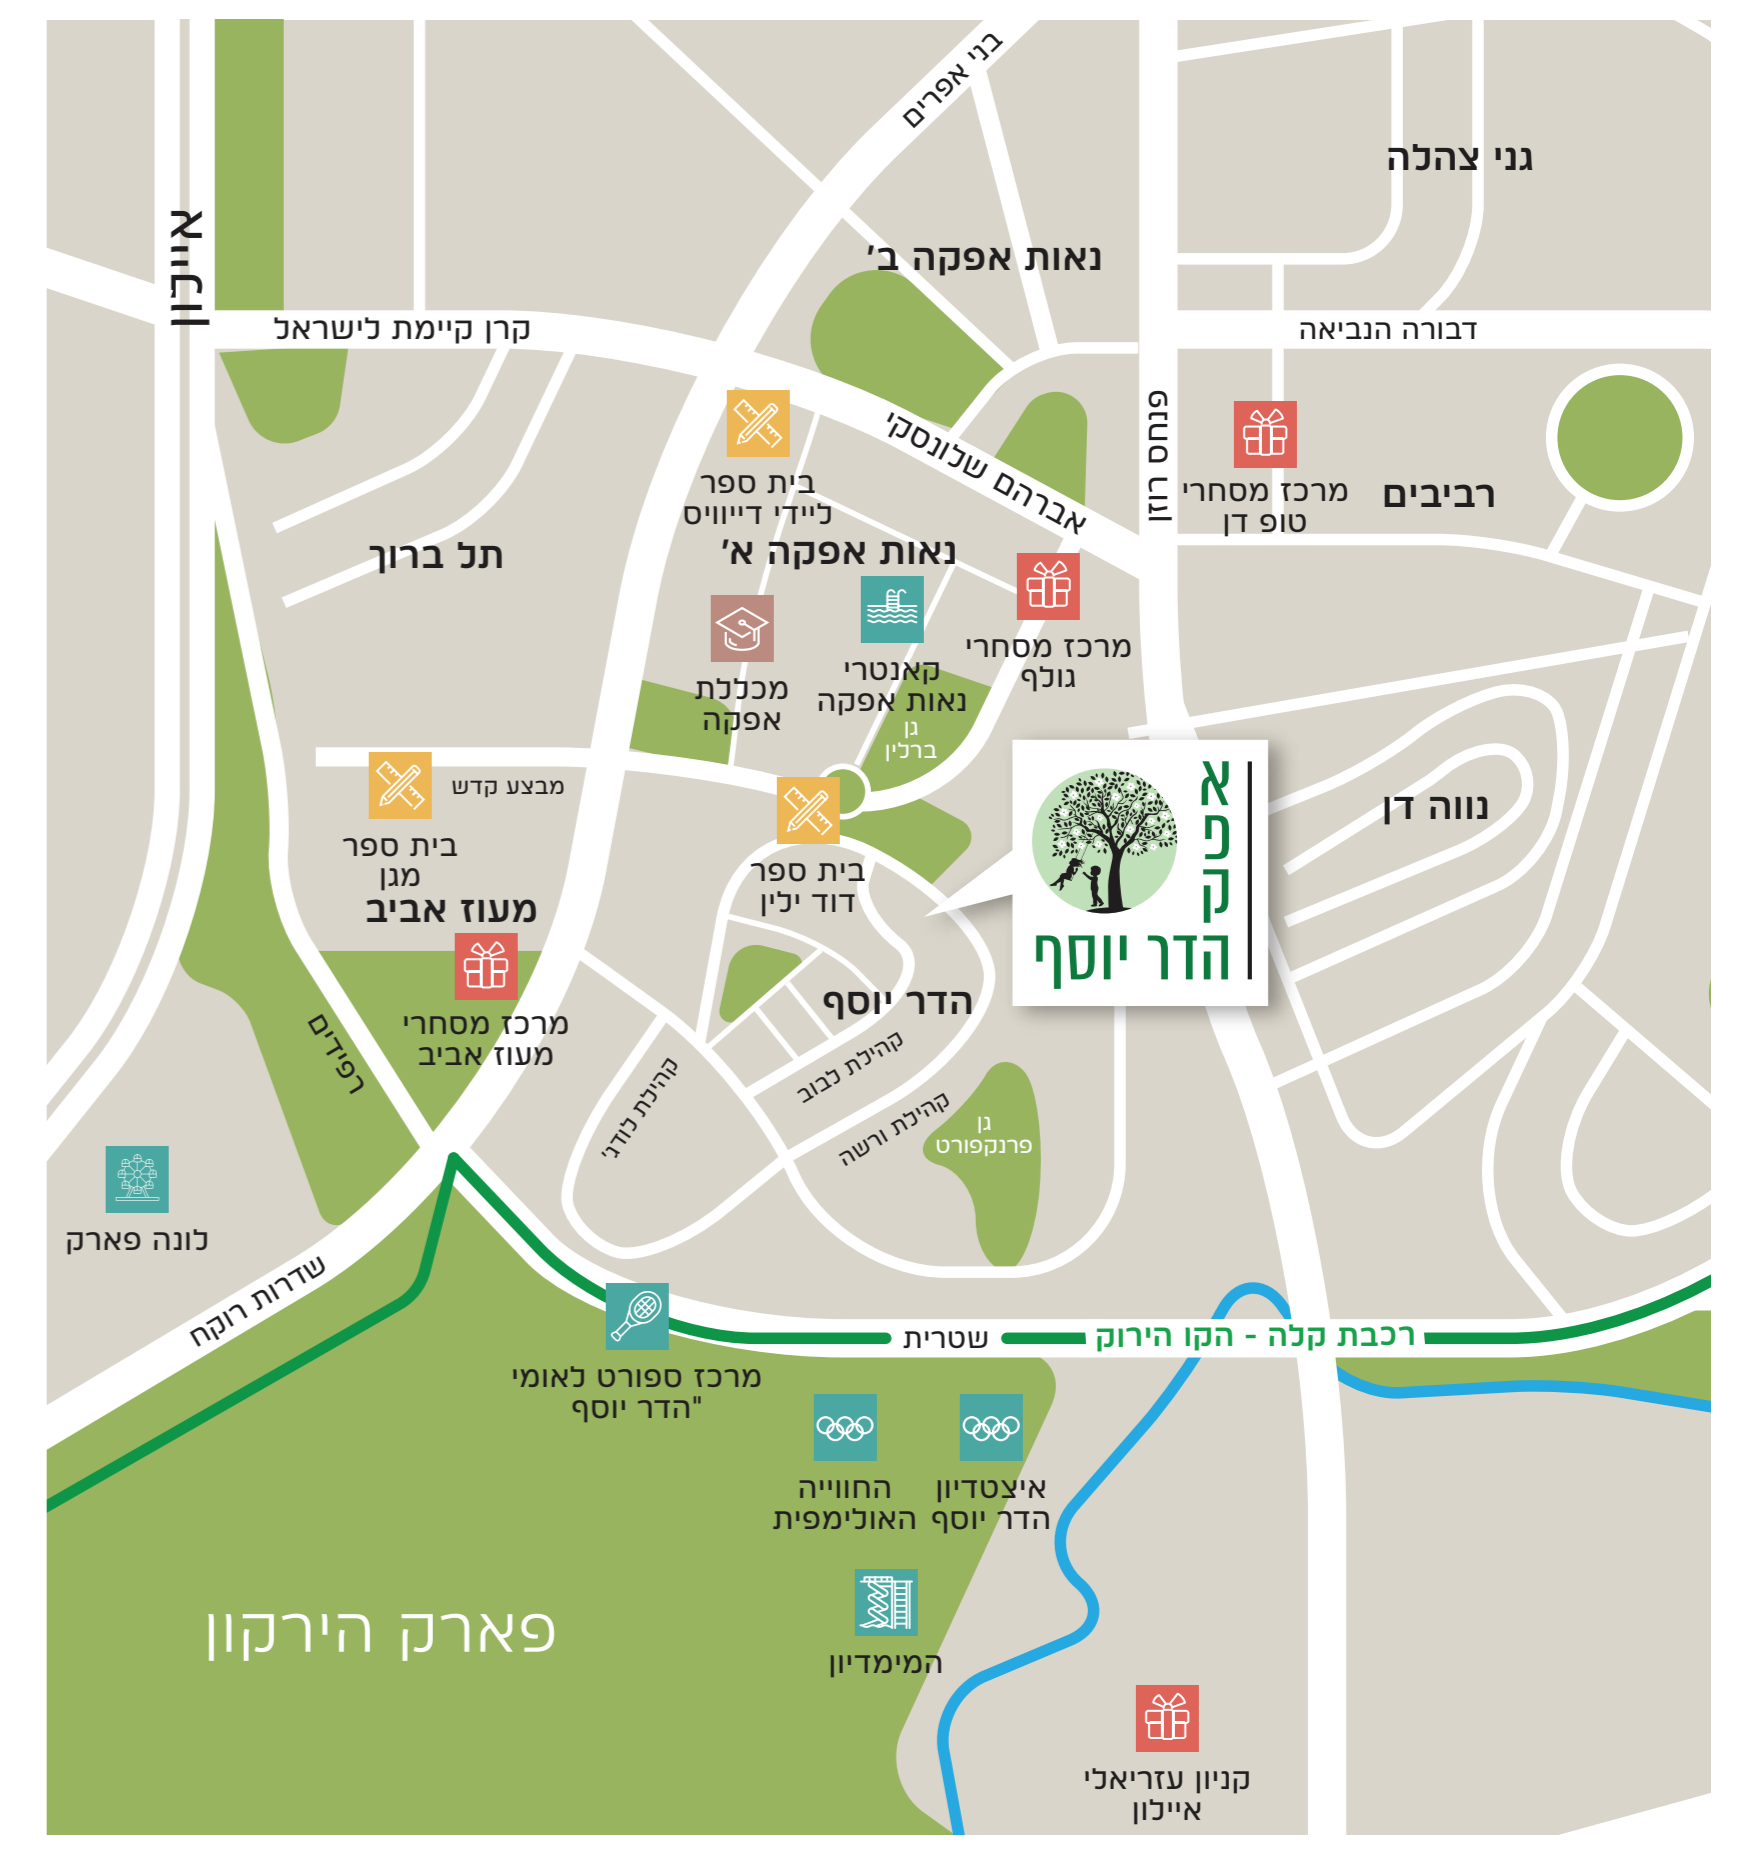 בני אפרים
גני צהלה
נאות אפקה ב'
איילון
קרן קיימת לישראל
דבורה הנביאה
פנחס רוזן
אברהם שלונסקי
בית ספר
ליידי דייוויס
מרכז מסחרי
טופ דן
רביבים
נאות אפקה א'
תל ברוך
מרכז מסחרי
גולף
קאנטרי
נאות אפקה
מכללת
אפקה
גן
ברלין
מבצע קדש
בית ספר
מגן
מעוז אביב
בית ספר
דוד ילין
אפק
הדר יוסף
נווה דן
מרכז מסחרי
מעוז אביב
רפידים
הדר יוסף
קהילת לבוב
קהילת ורשה
קהילת לודג'
גן
פרנקפורט
לונה פארק
שדרות רוקח
שטרית
רכבת קלה - הקו הירוק
מרכז ספורט לאומי
"הדר יוסף
איצטדיון
הדר יוסף
החווייה
האולימפית
המימדיון
פארק הירקון
קניון עזריאלי
איילון